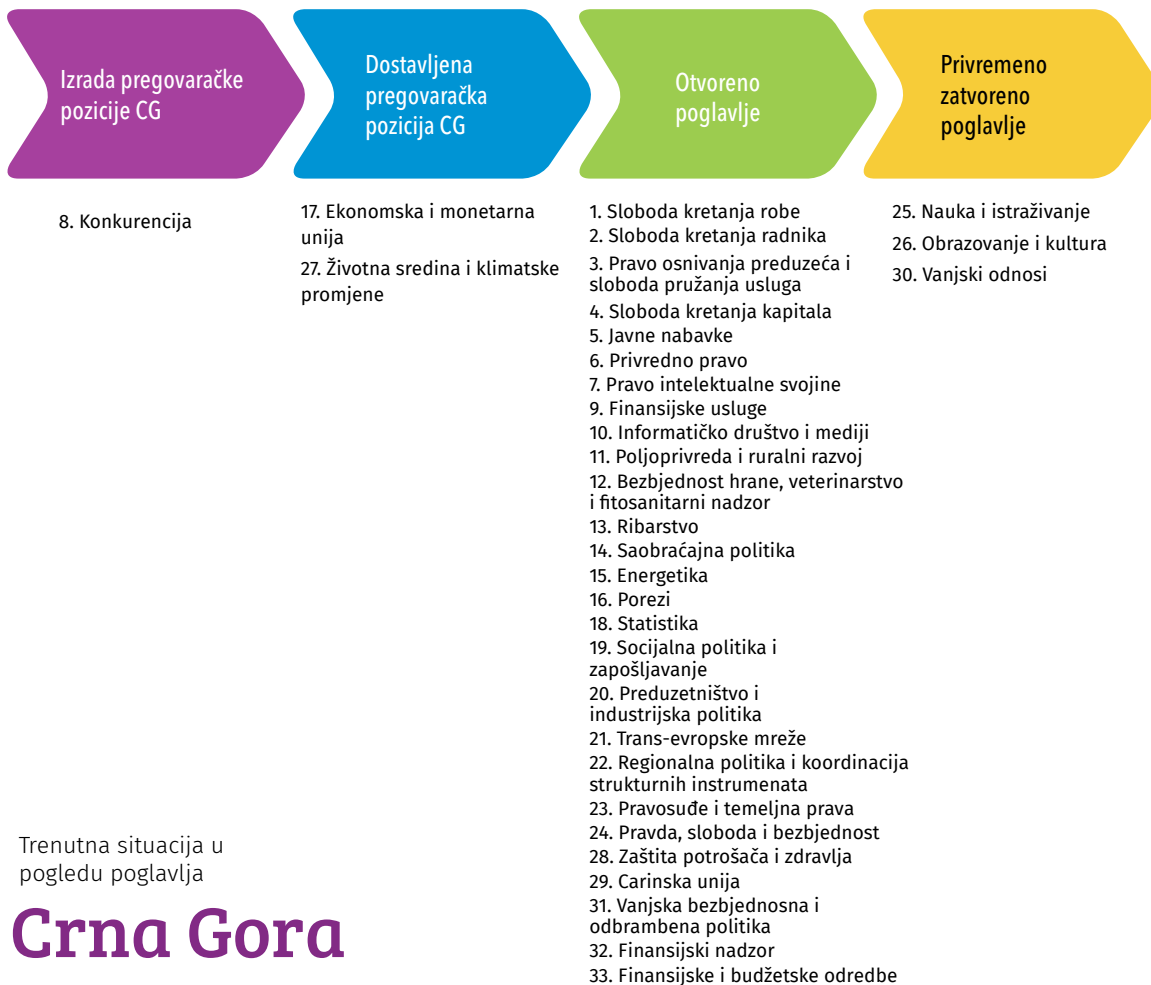 Izrada pregovaračke
pozicije CG
Dostavljena
pregovaračka
pozicija CG
Otvoreno
poglavlje
Privremeno
zatvoreno
poglavlje
8. Konkurencija
17. Ekonomska i monetarna
unija
27. Životna sredina i klimatske
promjene
1. Sloboda kretanja robe
2. Sloboda kretanja radnika
3. Pravo osnivanja preduzeća i
sloboda pružanja usluga
4. Sloboda kretanja kapitala
5. Javne nabavke
6. Privredno pravo
7. Pravo intelektualne svojine
9. Finansijske usluge
10. Informatičko društvo i mediji
11. Poljoprivreda i ruralni razvoj
12. Bezbjednost hrane, veterinarstvo
i fitosanitarni nadzor
13. Ribarstvo
14. Saobraćajna politika
15. Energetika
16. Porezi
18. Statistika
19. Socijalna politika i
zapošljavanje
20. Preduzetništvo i
industrijska politika
21. Trans-evropske mreže
22. Regionalna politika i koordinacija
strukturnih instrumenata
23. Pravosuđe i temeljna prava
24. Pravda, sloboda i bezbjednost
28. Zaštita potrošača i zdravlja
29. Carinska unija
31. Vanjska bezbjednosna i
odbrambena politika
32. Finansijski nadzor
33. Finansijske i budžetske odredbe
25. Nauka i istraživanje
26. Obrazovanje i kultura
30. Vanjski odnosi
Trenutna situacija u
pogledu poglavlja
Crna Gora